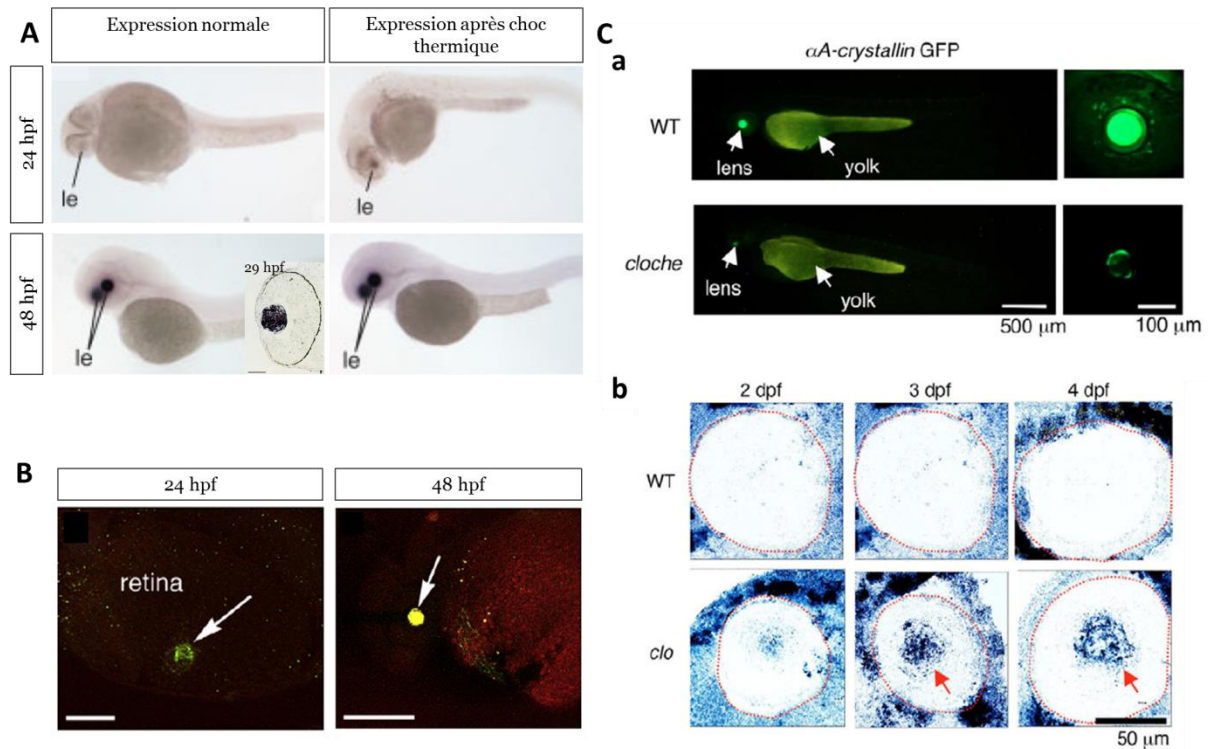 A
Expression normale
Expression après choc
thermique
24 hpf
le
le
48 hpf
29 hpf
le
le
B
24 hpf
48 hpf
retina
C
a
αA-crystallin GFP
WT
lens
yolk
cloche
lens
yolk
500 µm
100 µm
b
2 dpf
3 dpf
4 dpf
WT
clo
50 µm